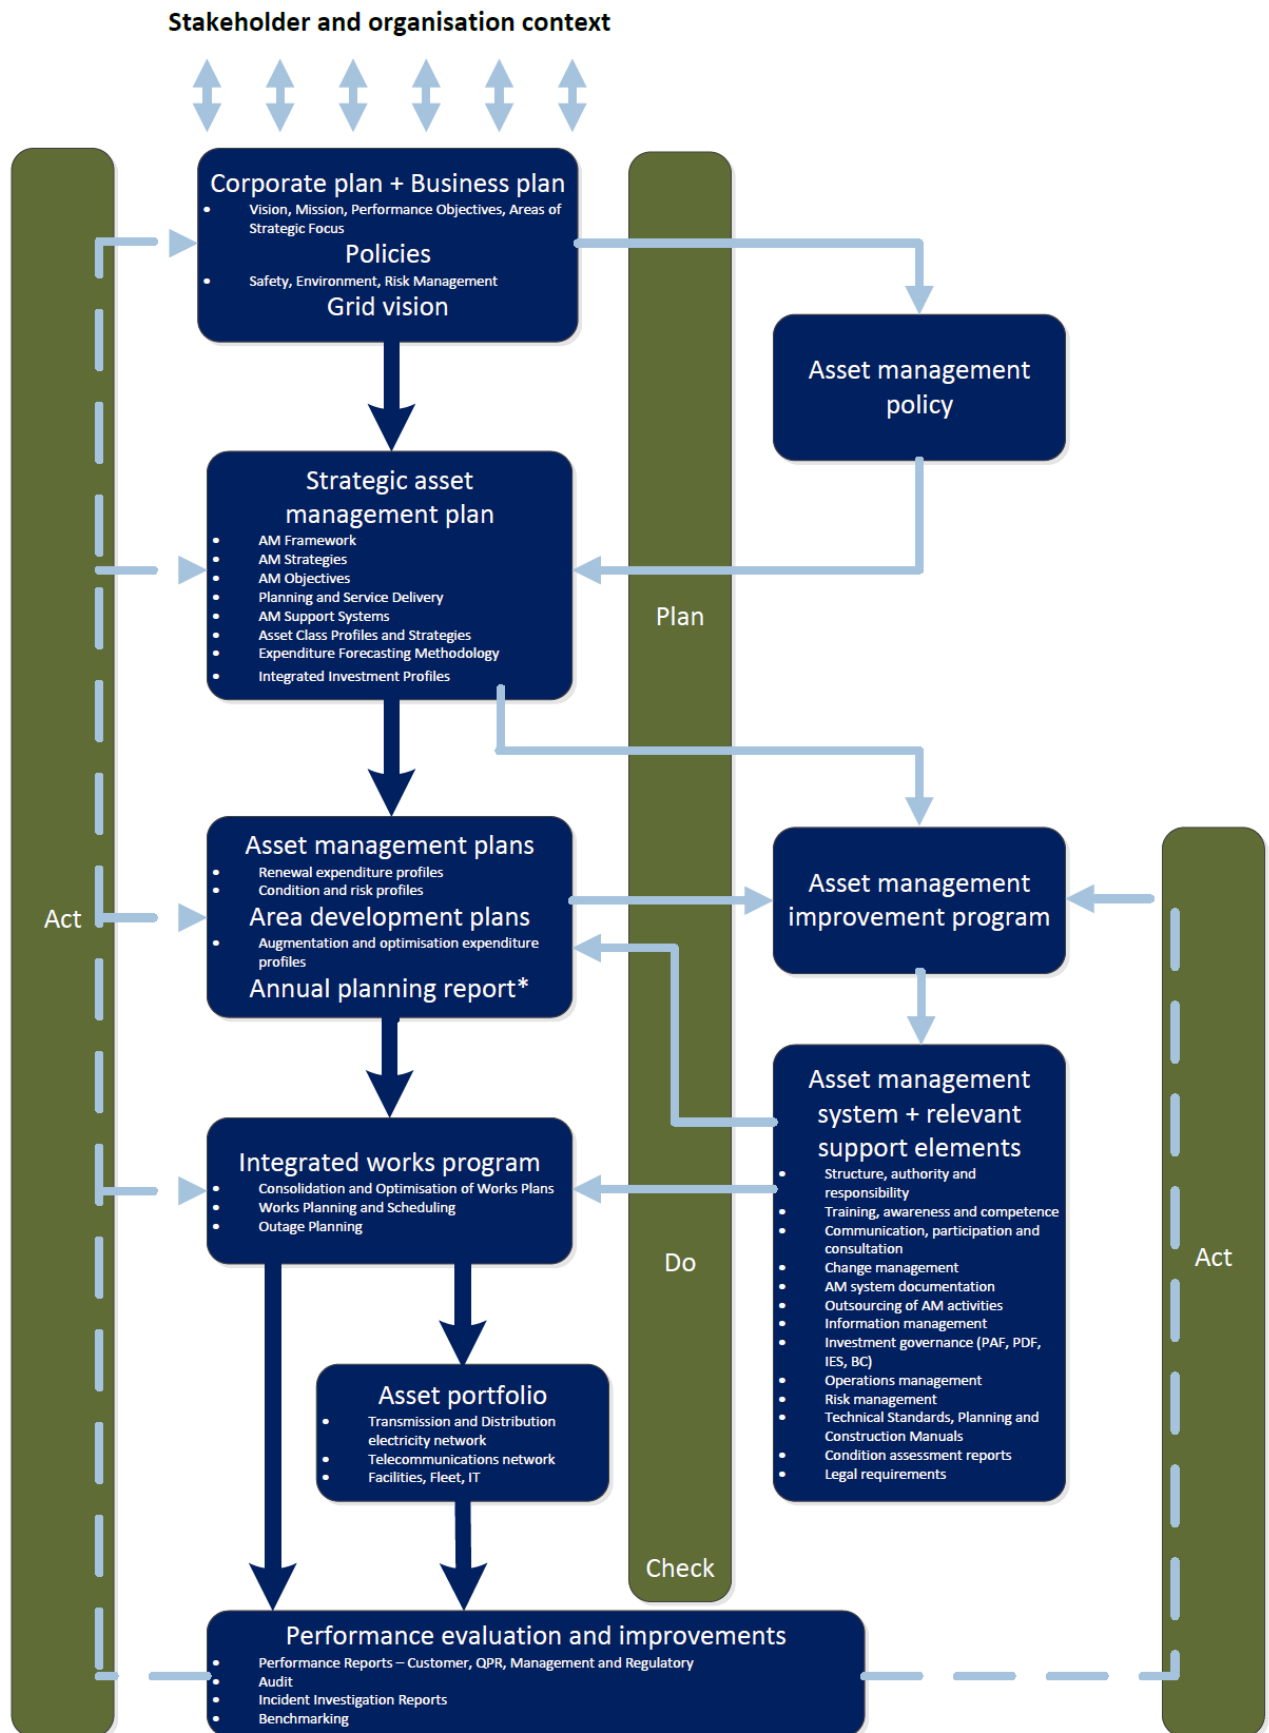 Stakeholder and organisation context
Corporate plan + Business plan
• Vision, Mission, Performance Objectives, Areas of
Strategic Focus
Policies
• Safety, Environment, Risk Management
Grid vision
Asset management
policy
Strategic asset
management plan
• AM Framework
• AM Strategies
• AM Objectives
• Planning and Service Delivery
• AM Support Systems
• Asset Class Profiles and Strategies
• Expenditure Forecasting Methodology
• Integrated Investment Profiles
Plan
Asset management plans
• Renewal expenditure profiles
• Condition and risk profiles
Area development plans
• Augmentation and optimisation expenditure
profiles
Annual planning report*
Asset management
improvement program
Act
Asset management
system + relevant
support elements
• Structure, authority and
responsibility
• Training, awareness and competence
• Communication, participation and
consultation
• Change management
• AM system documentation
• Outsourcing of AM activities
• Information management
• Investment governance (PAF, PDF,
IES, BC)
• Operations management
• Risk management
• Technical Standards, Planning and
Construction Manuals
• Condition assessment reports
• Legal requirements
Integrated works program
• Consolidation and Optimisation of Works Plans
• Works Planning and Scheduling
• Outage Planning
Do
Act
Asset portfolio
• Transmission and Distribution
electricity network
• Telecommunications network
• Facilities, Fleet, IT
Check
Performance evaluation and improvements
• Performance Reports – Customer, QPR, Management and Regulatory
• Audit
• Incident Investigation Reports
• Benchmarking